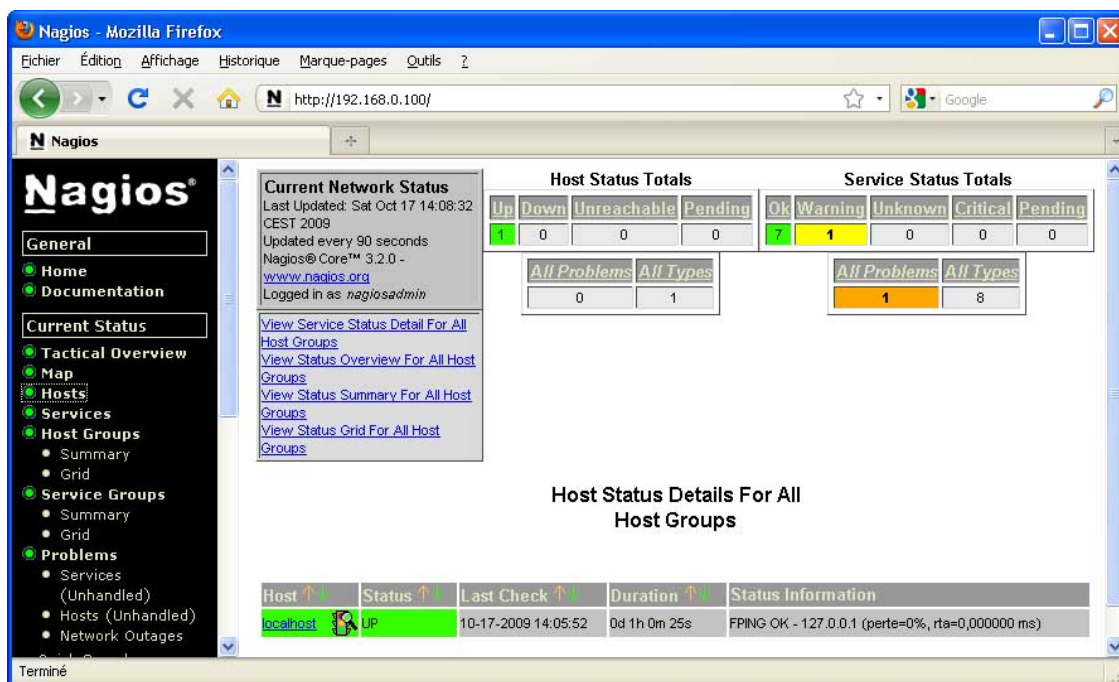 Nagios - Mozilla Firefox
Fichier Édition Affichage Historique Marque-pages Outils ?
N http://192.168.0.100/ Google
N Nagios
Nagios®
General
Home
Documentation
Current Status
Tactical Overview
Map
Hosts
Services
Host Groups
Summary
Grid
Service Groups
Summary
Grid
Problems
Services
(Unhandled)
Hosts (Unhandled)
Network Outages
Current Network Status
Last Updated: Sat Oct 17 14:08:32
CEST 2009
Updated every 90 seconds
Nagios® Core™ 3.2.0 -
www.nagios.org
Logged in as nagiosadmin
View Service Status Detail For All
Host Groups
View Status Overview For All Host
Groups
View Status Summary For All Host
Groups
View Status Grid For All Host
Groups
Host Status Totals
Up Down Unreachable Pending
1 0 0 0
All Problems All Types
0 1
Service Status Totals
Ok Warning Unknown Critical Pending
7 1 0 0 0
All Problems All Types
1 8
Host Status Details For All
Host Groups
Host Status Last Check Duration Status Information
localhost UP 10-17-2009 14:05:52 0d 1h 0m 25s FPING OK - 127.0.0.1 (perte=0%, rta=0,000000 ms)
Terminé